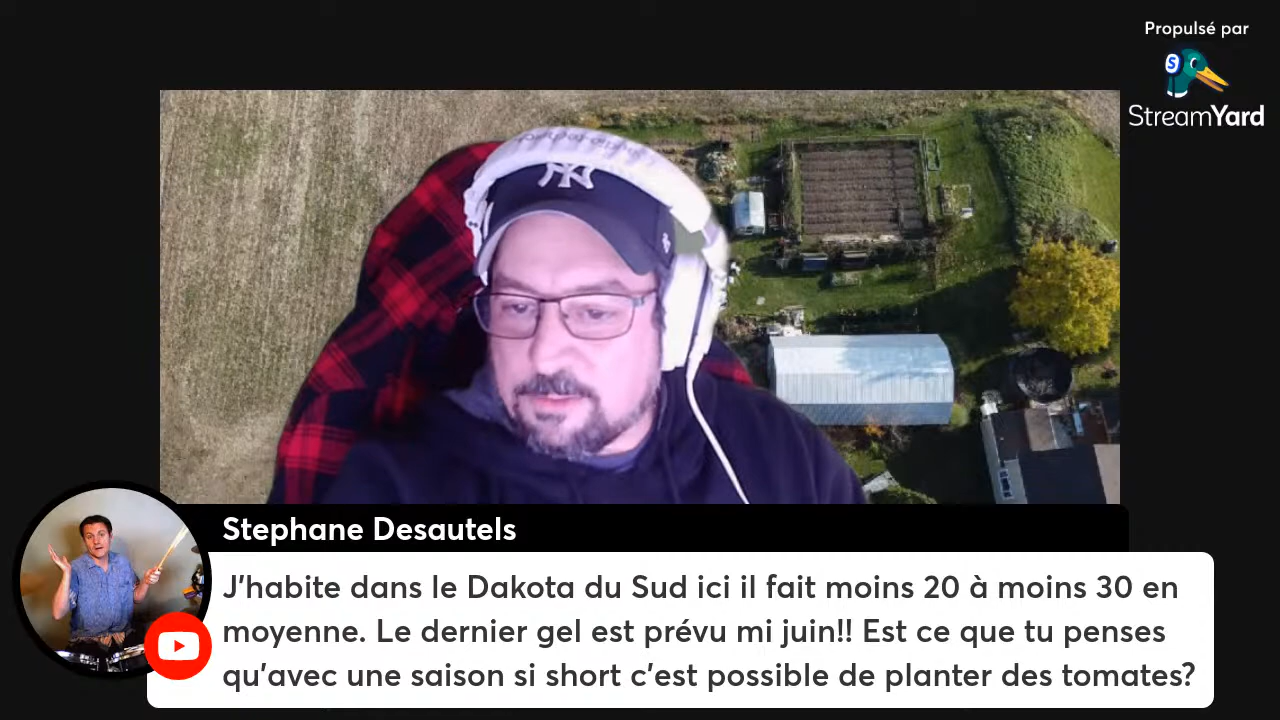 Propulsé par
StreamYard
NY
Stephane Desautels
J'habite dans le Dakota du Sud ici il fait moins 20 à moins 30 en
moyenne. Le dernier gel est prévu mi juin!! Est ce que tu penses
qu'avec une saison si short c'est possible de planter des tomates?